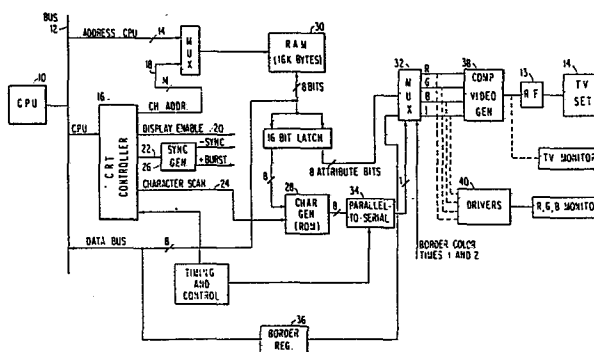 BUS
12
ADDRESS CPU
14
M
U
X
30
RAM
(16K BYTES)
10
CPU
18
14
CH ADDR.
8 BITS
32
M
U
X
R
G
B
I
38
COMP
VIDEO
GEN
13
RF
14
TV
SET
16
CPU
CRT
CONTROLLER
DISPLAY ENABLE 20
22
SYNC
GEN
26
-SYNC
+BURST
16 BIT LATCH
8 ATTRIBUTE BITS
TV MONITOR
CHARACTER SCAN
24
8
28
CHAR
GEN
(ROM)
8
34
PARALLEL-
TO-SERIAL
1
40
DRIVERS
R,G,B MONITOR
DATA BUS
8
TIMING
AND
CONTROL
BORDER COLOR
TIMES 1 AND 2
36
BORDER
REG.